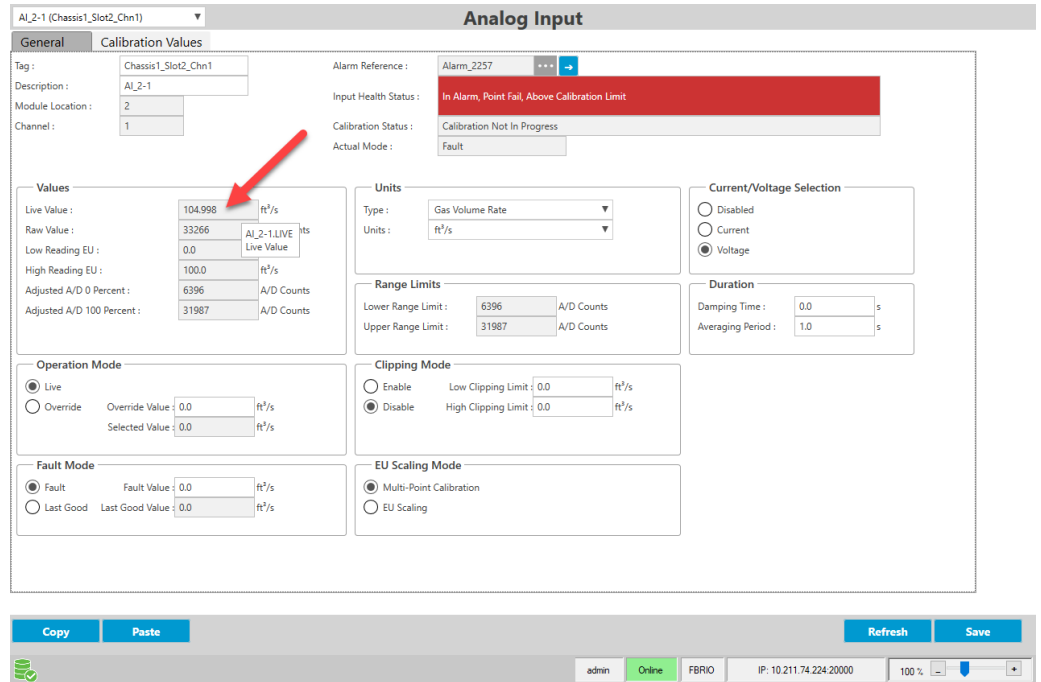 AI_2-1 (Chassis1_Slot2_Chn1)
Analog Input
General
Calibration Values
Tag :
Chassis1_Slot2_Chn1
Description :
AI_2-1
Module Location :
2
Channel :
1
Alarm Reference :
Alarm_2257
Input Health Status :
In Alarm, Point Fail, Above Calibration Limit
Calibration Status :
Calibration Not In Progress
Actual Mode :
Fault
Values
Live Value :
104.998
ft³/s
Raw Value :
33266
Low Reading EU :
0.0
High Reading EU :
100.0
ft³/s
Adjusted A/D 0 Percent :
6396
A/D Counts
Adjusted A/D 100 Percent :
31987
A/D Counts
AI_2-1.LIVE
Live Value
Units
Type :
Gas Volume Rate
Units :
ft³/s
Range Limits
Lower Range Limit :
6396
A/D Counts
Upper Range Limit :
31987
A/D Counts
Current/Voltage Selection
Disabled
Current
Voltage
Duration
Damping Time :
0.0
s
Averaging Period :
1.0
s
Operation Mode
Live
Override
Override Value :
0.0
ft³/s
Selected Value :
0.0
ft³/s
Clipping Mode
Enable
Low Clipping Limit :
0.0
ft³/s
Disable
High Clipping Limit :
0.0
ft³/s
Fault Mode
Fault
Fault Value :
0.0
ft³/s
Last Good
Last Good Value :
0.0
ft³/s
EU Scaling Mode
Multi-Point Calibration
EU Scaling
Copy
Paste
Refresh
Save
admin
Online
FBRIO
IP: 10.211.74.224:20000
100 %